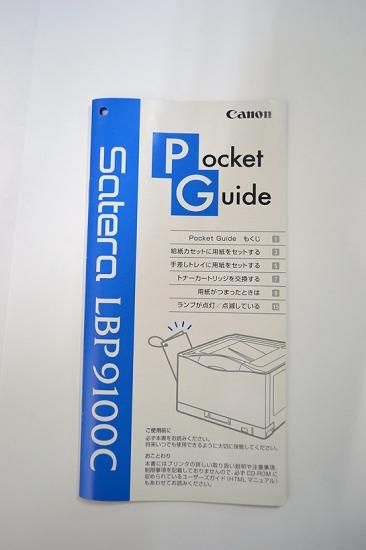 Canon
Satera LBP9100C
Pocket
Guide
Pocket Guide もくじ 1
給紙カセットに用紙をセットする 3
手差しトレイに用紙をセットする 5
トナーカートリッジを交換する 7
用紙がつまったときは 9
ランプが点灯／点滅している 15
ご使用前に
必ず本書をお読みください。
将来いつでも使用できるように大切に保管してください。
おことわり
本書にはプリンタの詳しい取り扱い説明や注意事項、
制限事項を記載しておりませんので、必ずCD-ROMに
収められているユーザーズガイド（HTMLマニュアル）
もあわせてお読みください。